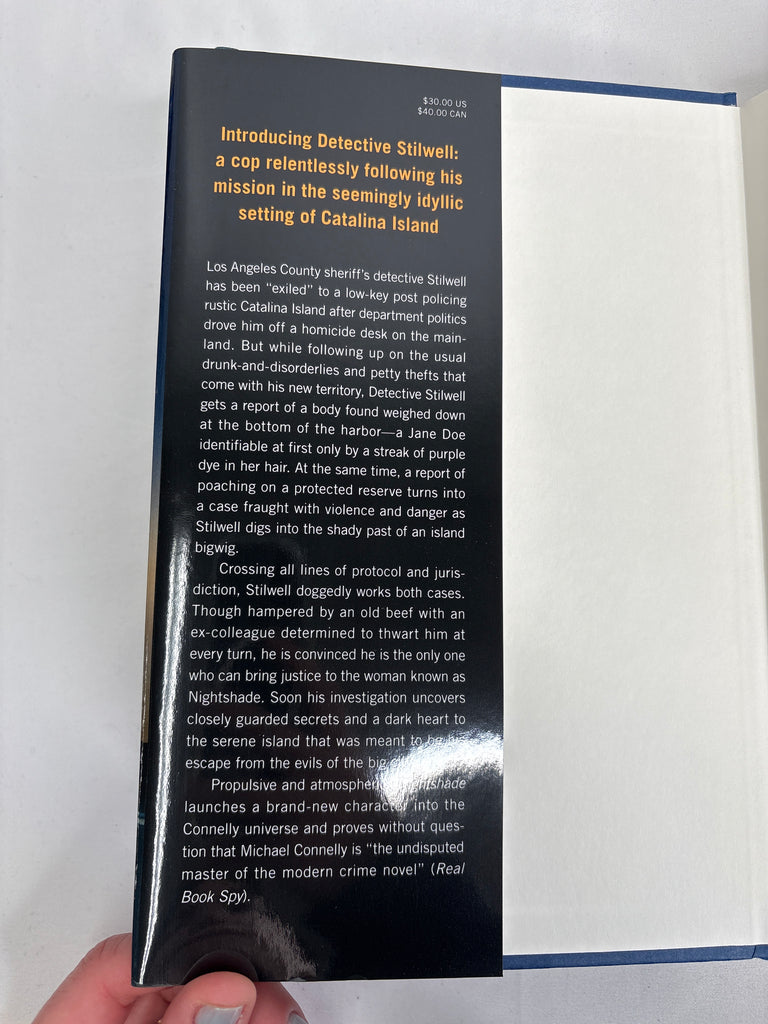 $30.00 US
$40.00 CAN
Introducing Detective Stilwell:
a cop relentlessly following his
mission in the seemingly idyllic
setting of Catalina Island
Los Angeles County sheriff's detective Stilwell
has been "exiled" to a low-key post policing
rustic Catalina Island after department politics
drove him off a homicide desk on the main-
land. But while following up on the usual
drunk-and-disorderlies and petty thefts that
come with his new territory, Detective Stilwell
gets a report of a body found weighed down
at the bottom of the harbor—a Jane Doe
identifiable at first only by a streak of purple
dye in her hair. At the same time, a report of
poaching on a protected reserve turns into
a case fraught with violence and danger as
Stilwell digs into the shady past of an island
bigwig.
Crossing all lines of protocol and juris-
diction, Stilwell doggedly works both cases.
Though hampered by an old beef with an
ex-colleague determined to thwart him at
every turn, he is convinced he is the only one
who can bring justice to the woman known as
Nightshade. Soon his investigation uncovers
closely guarded secrets and a dark heart to
the serene island that was meant to be
escape from the evils of the big
Propulsive and atmospheric, Nightshade
launches a brand-new character into the
Connelly universe and proves without ques-
tion that Michael Connelly is "the undisputed
master of the modern crime novel" (Real
Book Spy).